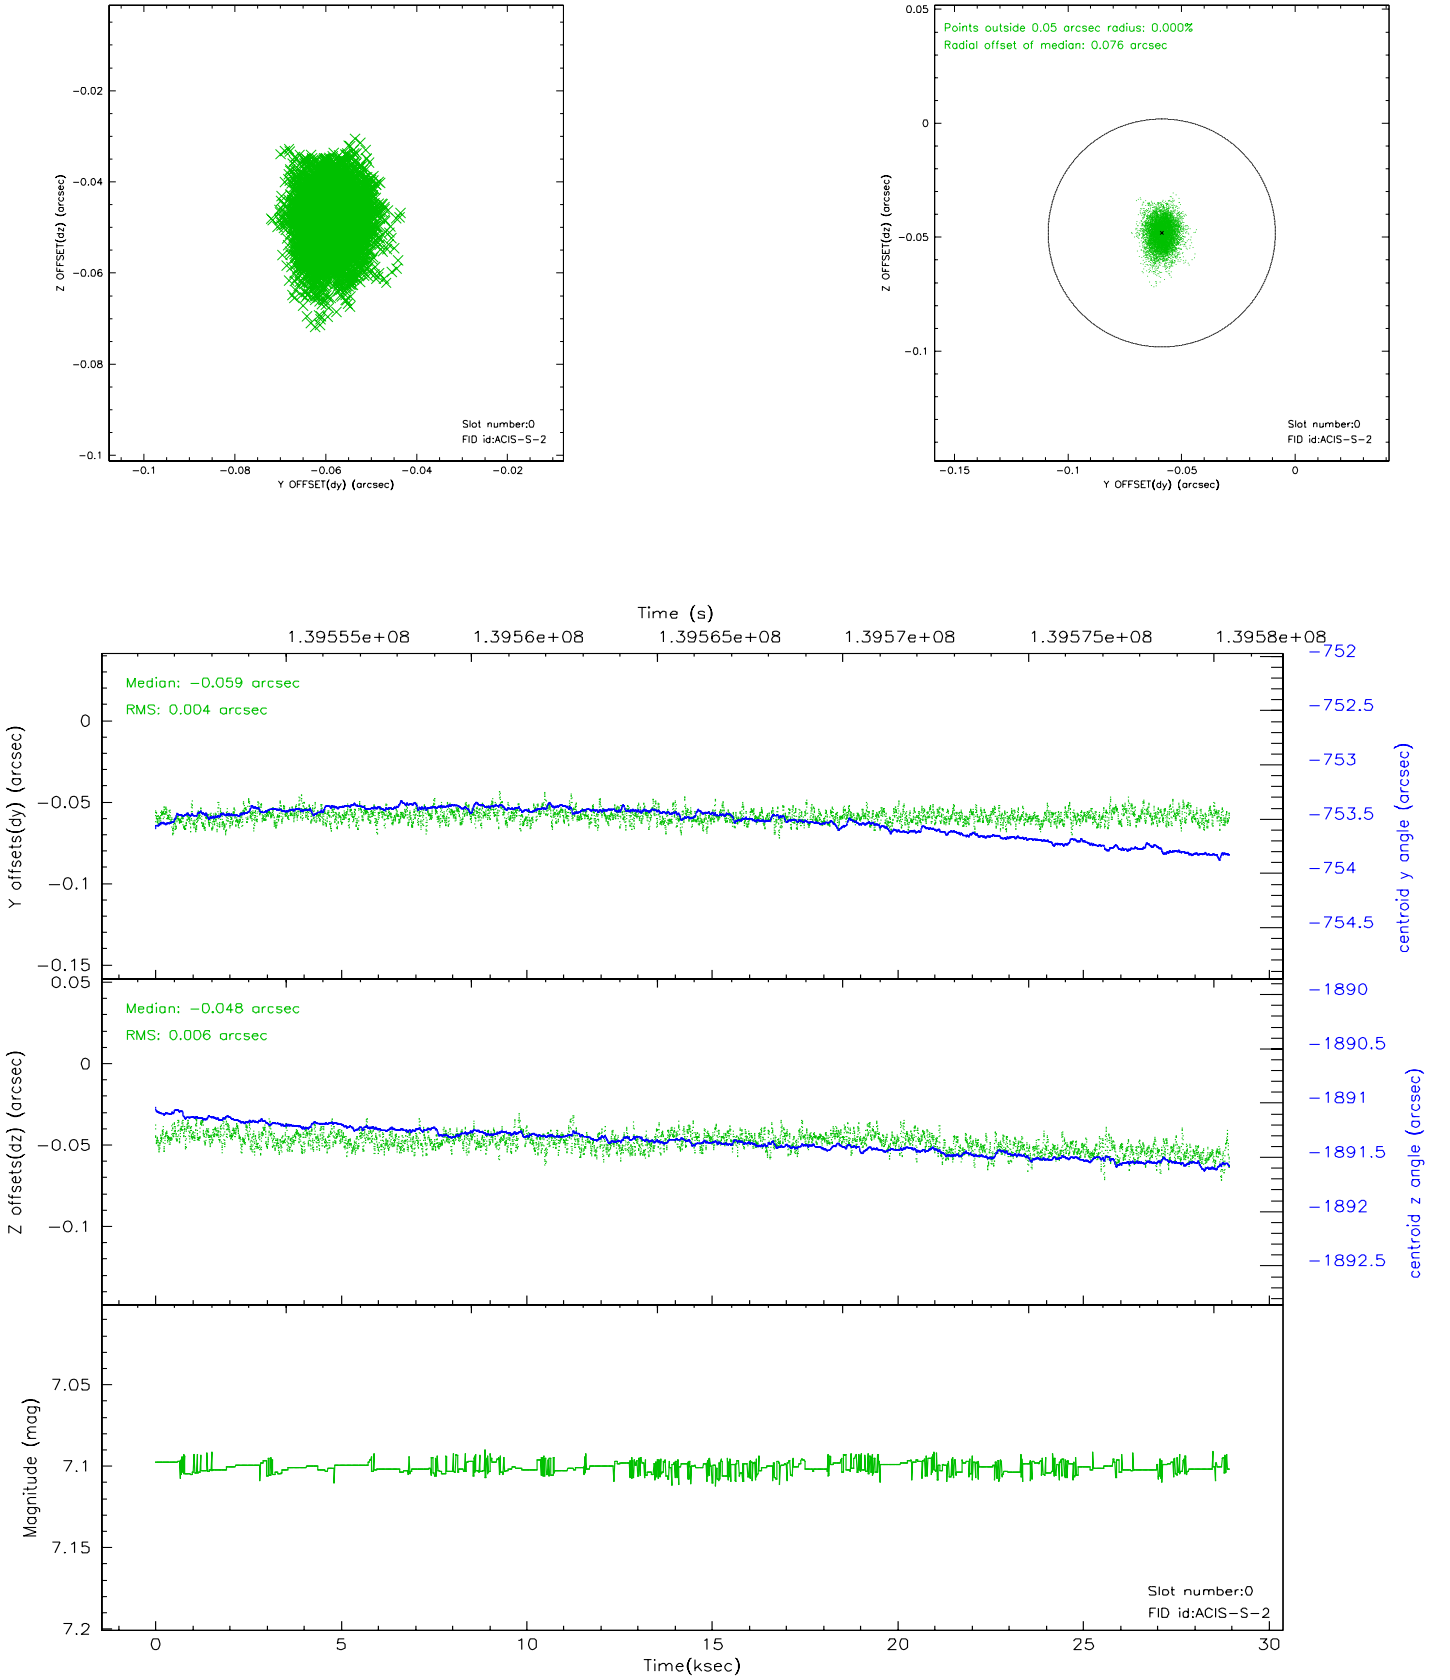 -0.02
-0.04
-0.06
-0.08
-0.1
Z OFFSET(dz) (arcsec)
Slot number:0
FID id:ACIS-S-2
-0.1 -0.08 -0.06 -0.04 -0.02
Y OFFSET(dy) (arcsec)
Points outside 0.05 arcsec radius: 0.000%
Radial offset of median: 0.076 arcsec
0.05
0
-0.05
-0.1
Z OFFSET(dz) (arcsec)
Slot number:0
FID id:ACIS-S-2
-0.15 -0.1 -0.05 0
Y OFFSET(dy) (arcsec)
Time (s)
1.39555e+08 1.3956e+08 1.39565e+08 1.3957e+08 1.39575e+08 1.3958e+08
Median: -0.059 arcsec
RMS: 0.004 arcsec
0
-0.05
-0.1
-0.15
Y offsets(dy) (arcsec)
-752
-752.5
-753
-753.5
-754
-754.5
centroid y angle (arcsec)
Median: -0.048 arcsec
RMS: 0.006 arcsec
0.05
0
-0.05
-0.1
Z offsets(dz) (arcsec)
-1890
-1890.5
-1891
-1891.5
-1892
-1892.5
centroid z angle (arcsec)
7.05
7.1
7.15
7.2
Magnitude (mag)
Slot number:0
FID id:ACIS-S-2
0 5 10 15 20 25 30
Time(ksec)